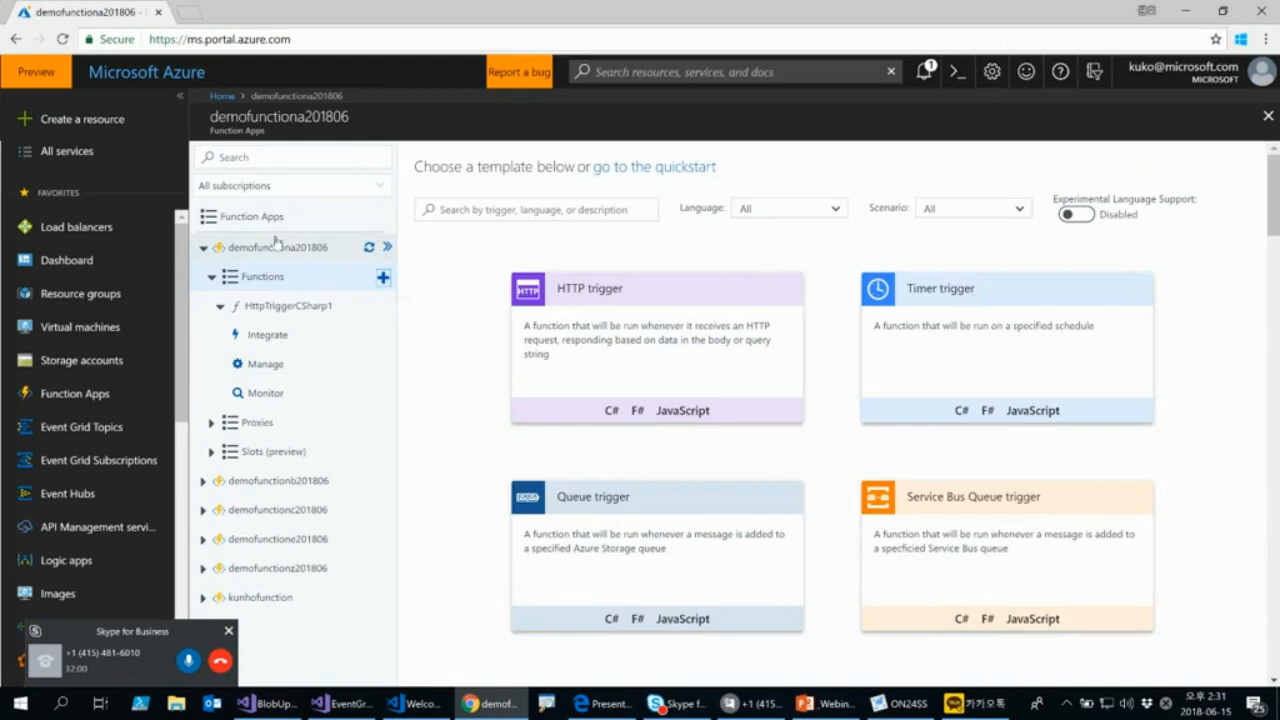 demofunctiona201806 -
Secure https://ms.portal.azure.com
Preview
Microsoft Azure
Report a bug
Search resources, services, and docs
1
kuko@microsoft.com
MICROSOFT
Home > demofunctiona201806
demofunctiona201806
Function Apps
Create a resource
All services
FAVORITES
Load balancers
Dashboard
Resource groups
Virtual machines
Storage accounts
Function Apps
Event Grid Topics
Event Grid Subscriptions
Event Hubs
API Management servi...
Logic apps
Images
Search
All subscriptions
Function Apps
demofunctiona201806
Functions
HttpTriggerCSharp1
Integrate
Manage
Monitor
Proxies
Slots (preview)
demofunctionb201806
demofunctionc201806
demofunctione201806
demofunctionz201806
kunhofunction
Choose a template below or go to the quickstart
Search by trigger, language, or description
Language: All
Scenario: All
Experimental Language Support:
Disabled
HTTP trigger
A function that will be run whenever it receives an HTTP
request, responding based on data in the body or query
string
C# F# JavaScript
Timer trigger
A function that will be run on a specified schedule
C# F# JavaScript
Queue trigger
A function that will be run whenever a message is added to
a specified Azure Storage queue
C# F# JavaScript
Service Bus Queue trigger
A function that will be run whenever a message is added to
a specficied Service Bus queue
C# F# JavaScript
Skype for Business
+1 (415) 481-6010
32:00
BlobUp...
EventGr...
Welco...
demof...
Present...
Skype f...
+1 (415...
_Webin...
ON24SS
카카오톡
오후 2:31
2018-06-15
25